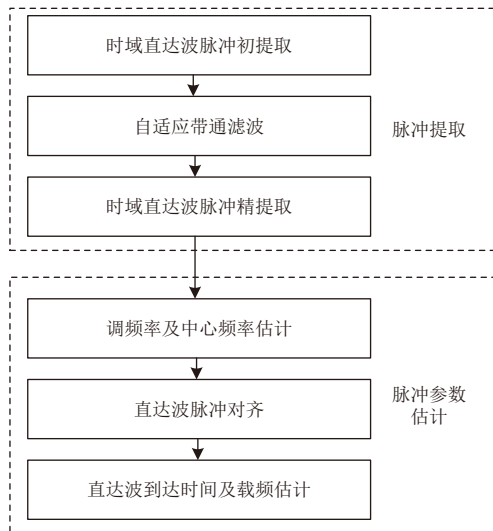 时域直达波脉冲初提取
自适应带通滤波
脉冲提取
时域直达波脉冲精提取
调频率及中心频率估计
直达波脉冲对齐
脉冲参数
估计
直达波到达时间及载频估计